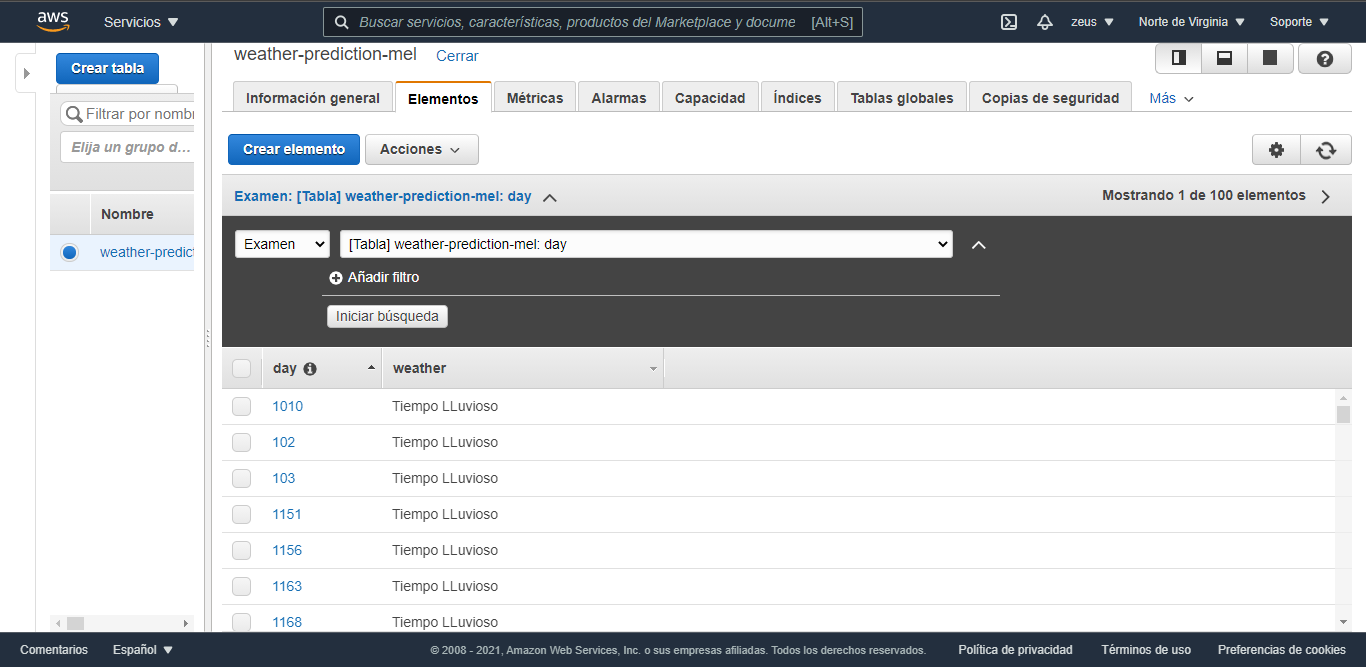 aws Servicios Buscar servicios, características, productos del Marketplace y docume [Alt+S] zeus Norte de Virginia Soporte
Crear tabla
Filtrar por nombr
Elija un grupo d...
Nombre
weather-predict
weather-prediction-mel Cerrar
Información general Elementos Métricas Alarmas Capacidad Índices Tablas globales Copias de seguridad Más
Crear elemento Acciones
Examen: [Tabla] weather-prediction-mel: day Mostrando 1 de 100 elementos
Examen [Tabla] weather-prediction-mel: day
Añadir filtro
Iniciar búsqueda
day weather
1010 Tiempo LLuvioso
102 Tiempo LLuvioso
103 Tiempo LLuvioso
1151 Tiempo LLuvioso
1156 Tiempo LLuvioso
1163 Tiempo LLuvioso
1168 Tiempo LLuvioso
Comentarios Español © 2008 - 2021, Amazon Web Services, Inc. o sus empresas afiliadas. Todos los derechos reservados. Política de privacidad Términos de uso Preferencias de cookies